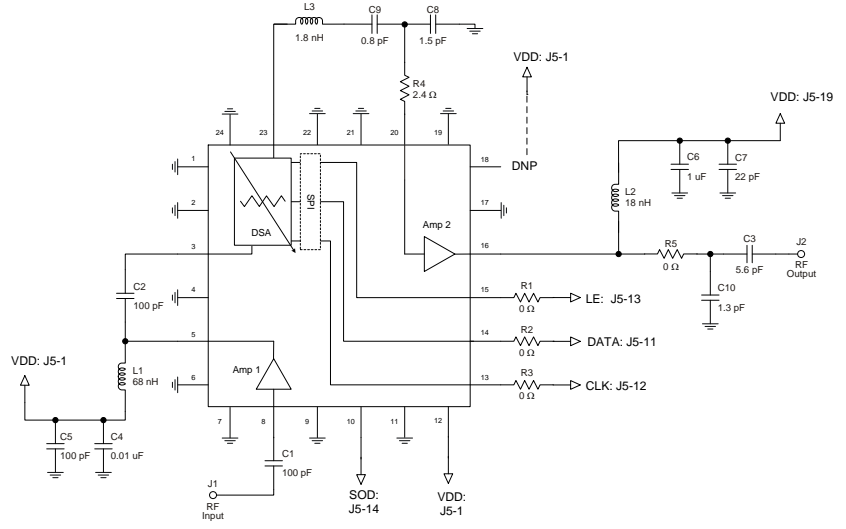 L3
1.8 nH
C9
0.8 pF
C8
1.5 pF
R4
2.4 Ω
VDD: J5-1
VDD: J5-19
24
23
22
21
20
19
1
2
3
4
5
6
18
DNP
17
16
15
14
13
7
8
9
10
11
12
DSA
SPI
Amp 2
Amp 1
C6
1 uF
C7
22 pF
L2
18 nH
R5
0 Ω
C3
5.6 pF
J2
RF
Output
C10
1.3 pF
C2
100 pF
R1
0 Ω
LE: J5-13
R2
0 Ω
DATA: J5-11
R3
0 Ω
CLK: J5-12
VDD: J5-1
L1
68 nH
C5
100 pF
C4
0.01 uF
C1
100 pF
J1
RF
Input
SOD:
J5-14
VDD:
J5-1